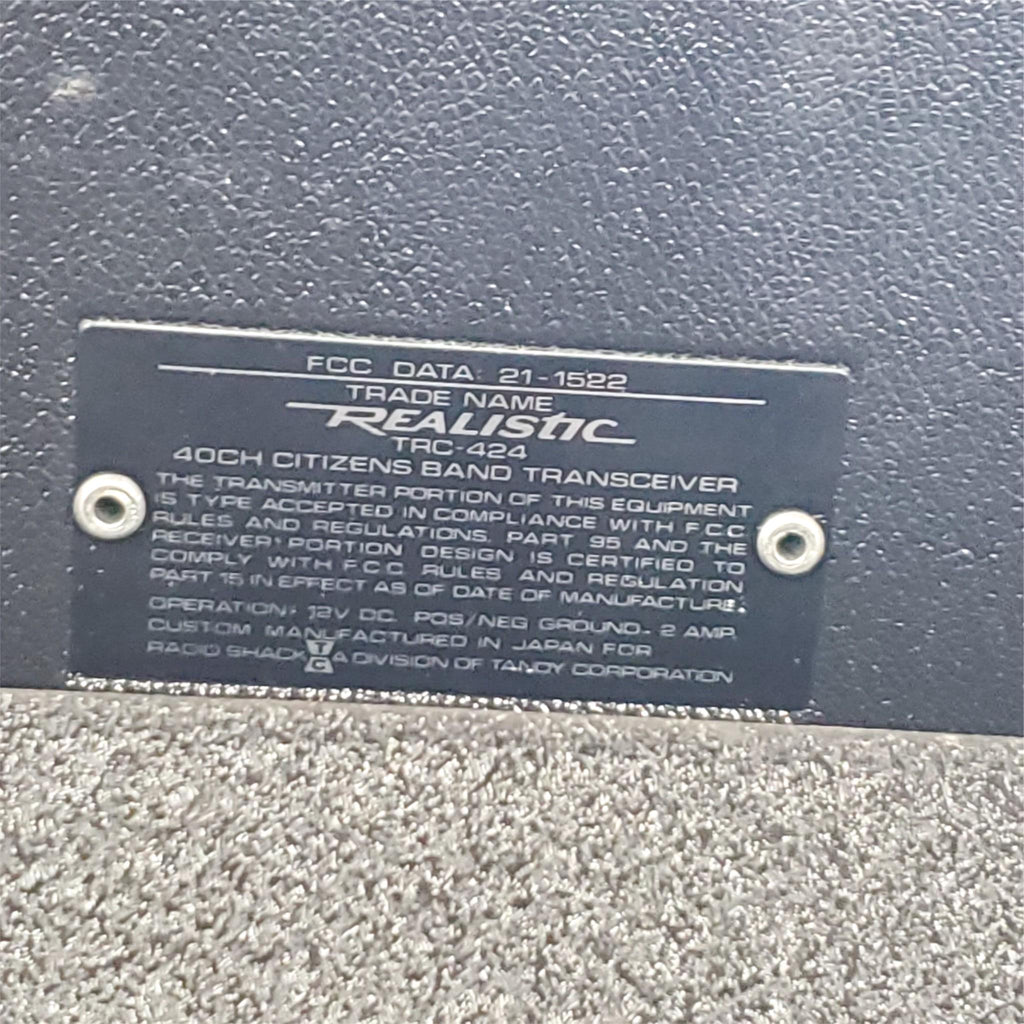 FCC DATA: 21-1522
TRADE NAME
REALISTIC
TRC-424
40CH CITIZENS BAND TRANSCEIVER
THE TRANSMITTER PORTION OF THIS EQUIPMENT
IS TYPE ACCEPTED IN COMPLIANCE WITH F C C
RULES AND REGULATIONS, PART 95 AND THE
RECEIVER PORTION DESIGN IS CERTIFIED TO
COMPLY WITH F C C RULES AND REGULATION
PART 15 IN EFFECT AS OF DATE OF MANUFACTURE.
OPERATION: 12V DC. POS/NEG GROUND. 2 AMP.
CUSTOM MANUFACTURED IN JAPAN FOR
RADIO SHACK TC A DIVISION OF TANDY CORPORATION